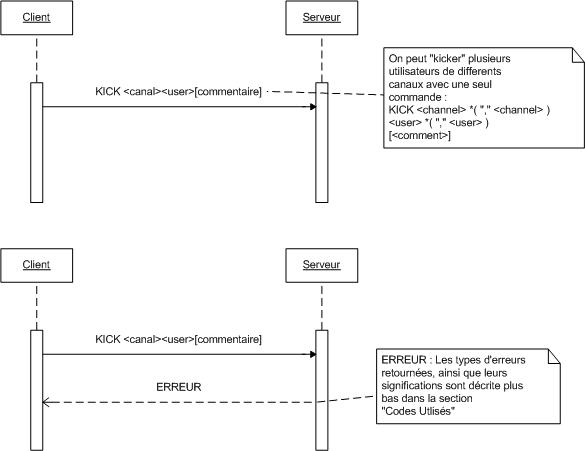 Client
Serveur
KICK <canal><user>[commentaire]
On peut "kicker" plusieurs
utilisateurs de differents
canaux avec une seul
commande :
KICK <channel> *( "," <channel> )
<user> *( "," <user> )
[<comment>]
Client
Serveur
KICK <canal><user>[commentaire]
ERREUR
ERREUR : Les types d'erreurs
retournées, ainsi que leurs
significations sont décrite plus
bas dans la section
"Codes Utlisés"